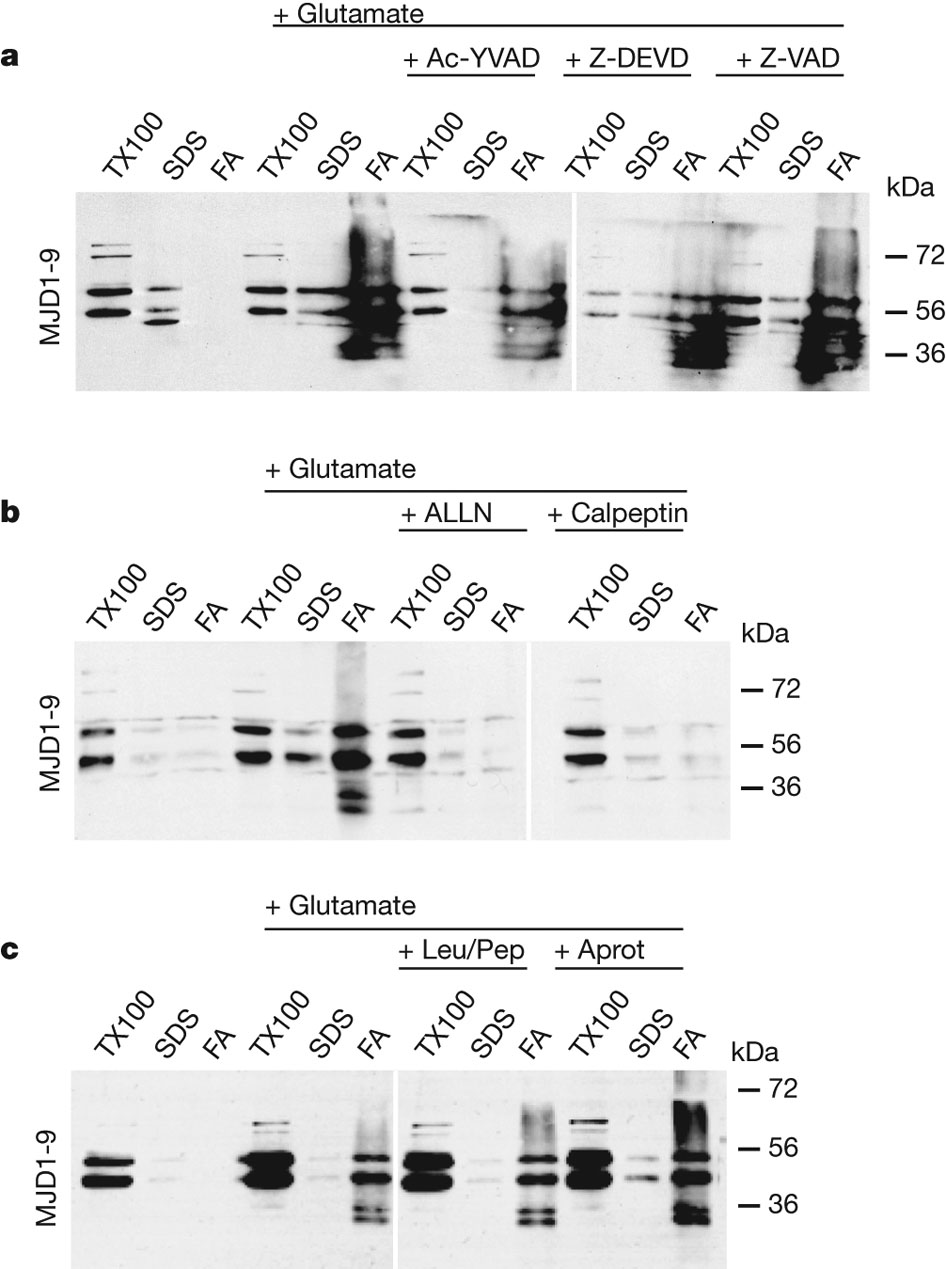 + Glutamate
a
+ Ac-YVAD + Z-DEVD + Z-VAD
TX100 SDS FA TX100 SDS FA TX100 SDS FA TX100 SDS FA TX100 SDS FA
kDa
MJD1-9
72
56
36
+ Glutamate
b
+ ALLN + Calpeptin
TX100 SDS FA TX100 SDS FA TX100 SDS FA TX100 SDS FA
kDa
MJD1-9
72
56
36
+ Glutamate
c
+ Leu/Pep + Aprot
TX100 SDS FA TX100 SDS FA TX100 SDS FA TX100 SDS FA
kDa
MJD1-9
72
56
36